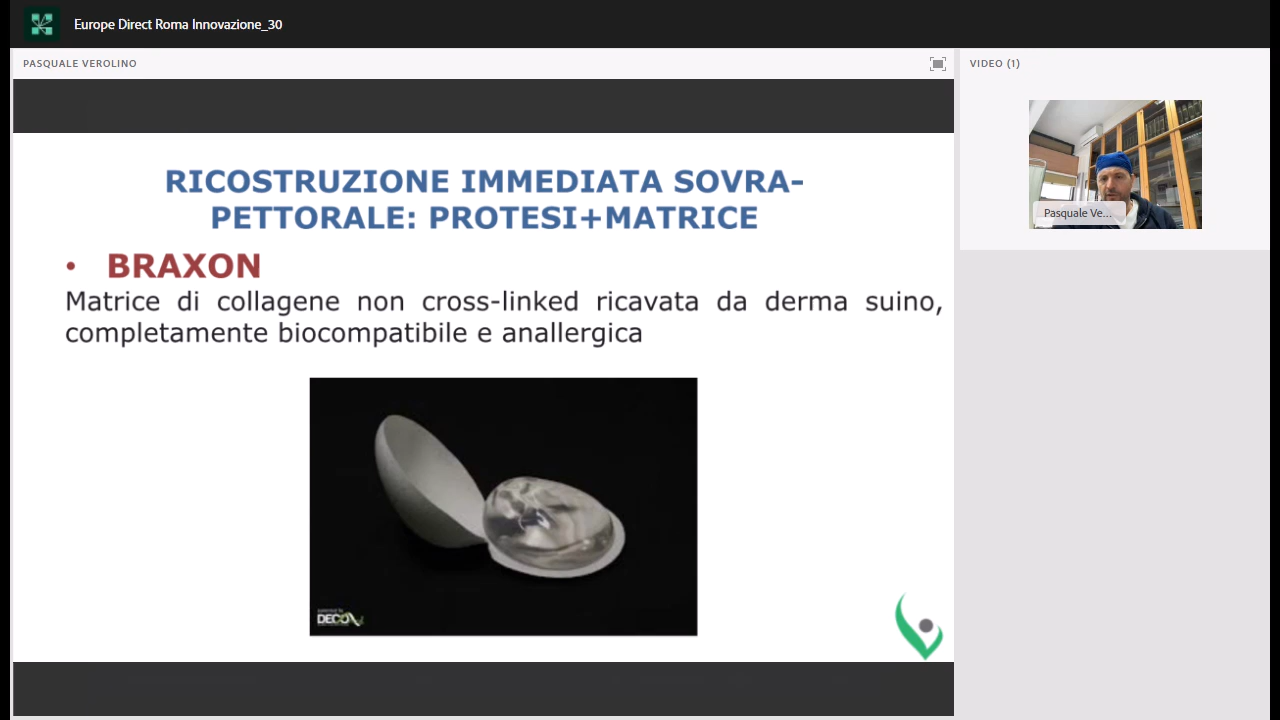 Europe Direct Roma Innovazione_30
PASQUALE VEROLINO
VIDEO (1)
Pasquale Ve...
RICOSTRUZIONE IMMEDIATA SOVRA-
PETTORALE: PROTESI+MATRICE
• BRAXON
Matrice di collagene non cross-linked ricavata da derma suino,
completamente biocompatibile e anallergica
DECO